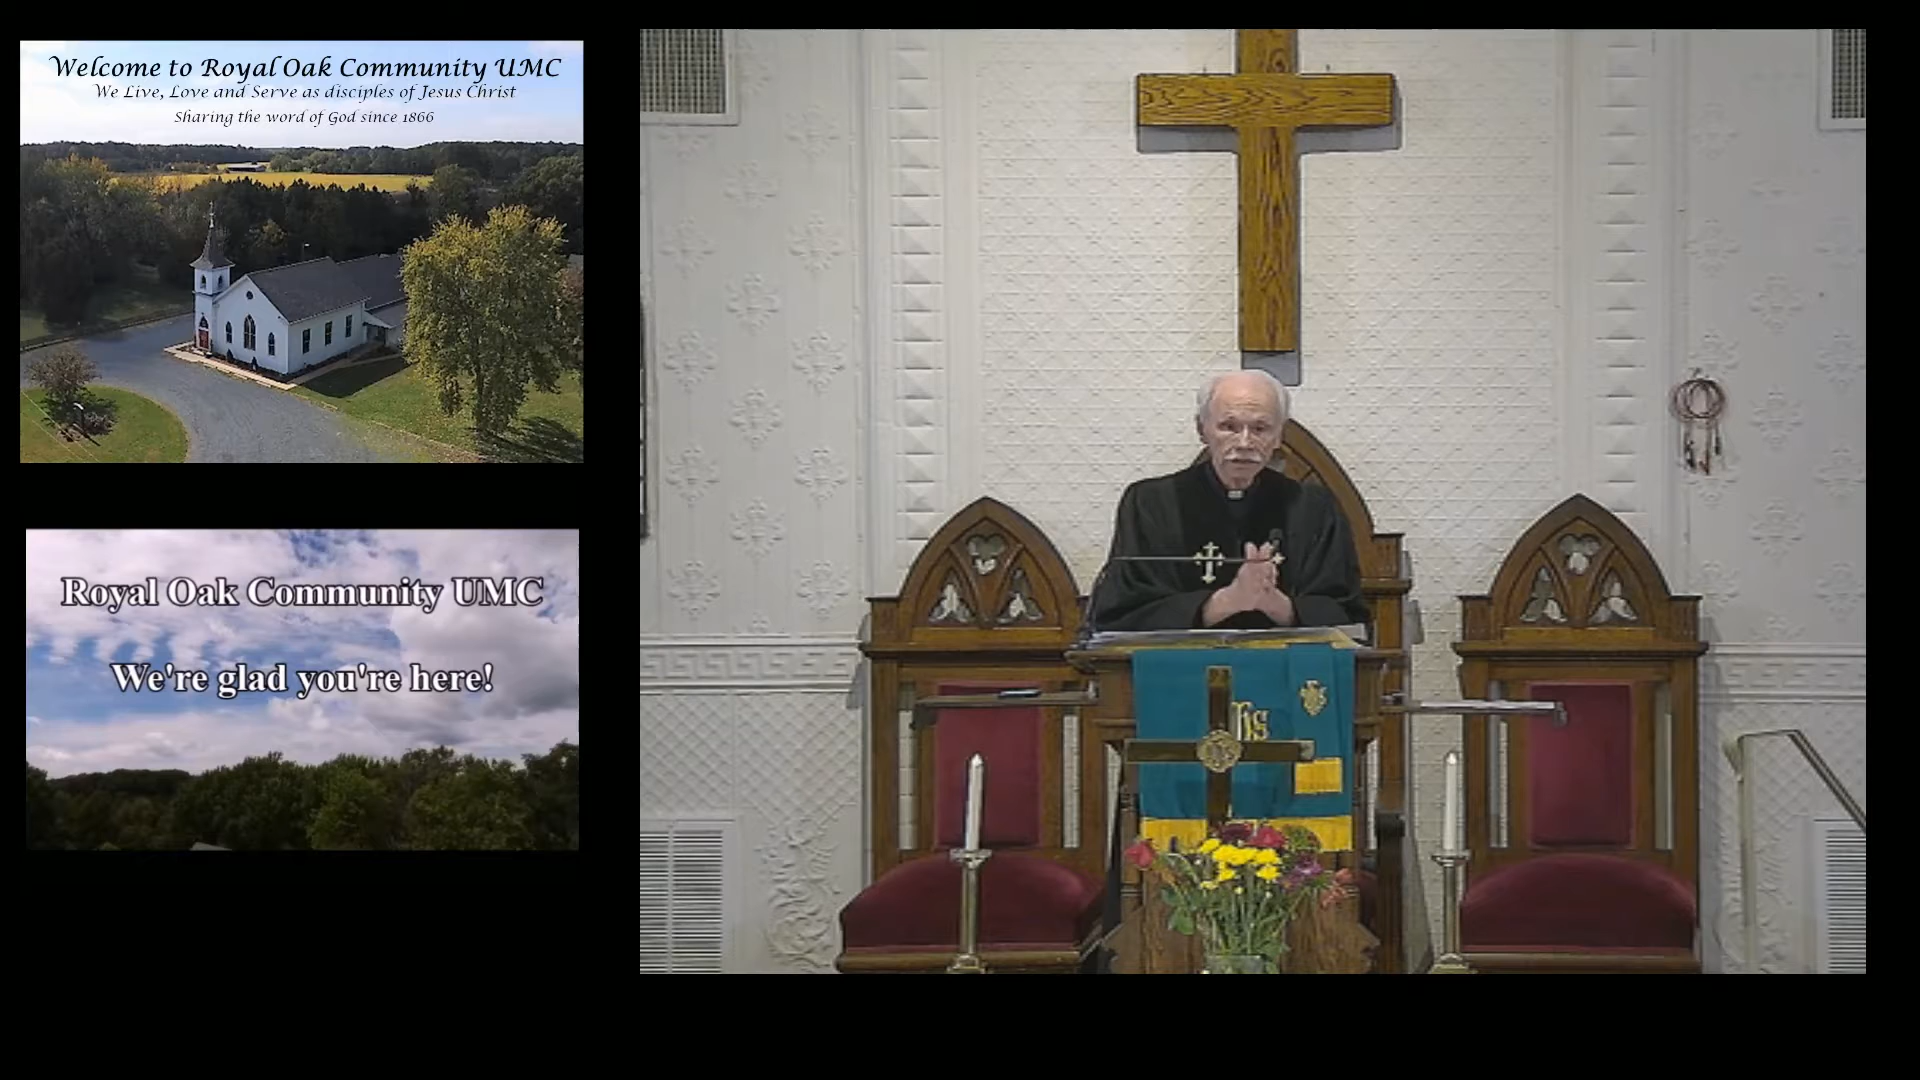 Welcome to Royal Oak Community UMC
We Live, Love and Serve as disciples of Jesus Christ
Sharing the word of God since 1866
Royal Oak Community UMC
We're glad you're here!
IHS